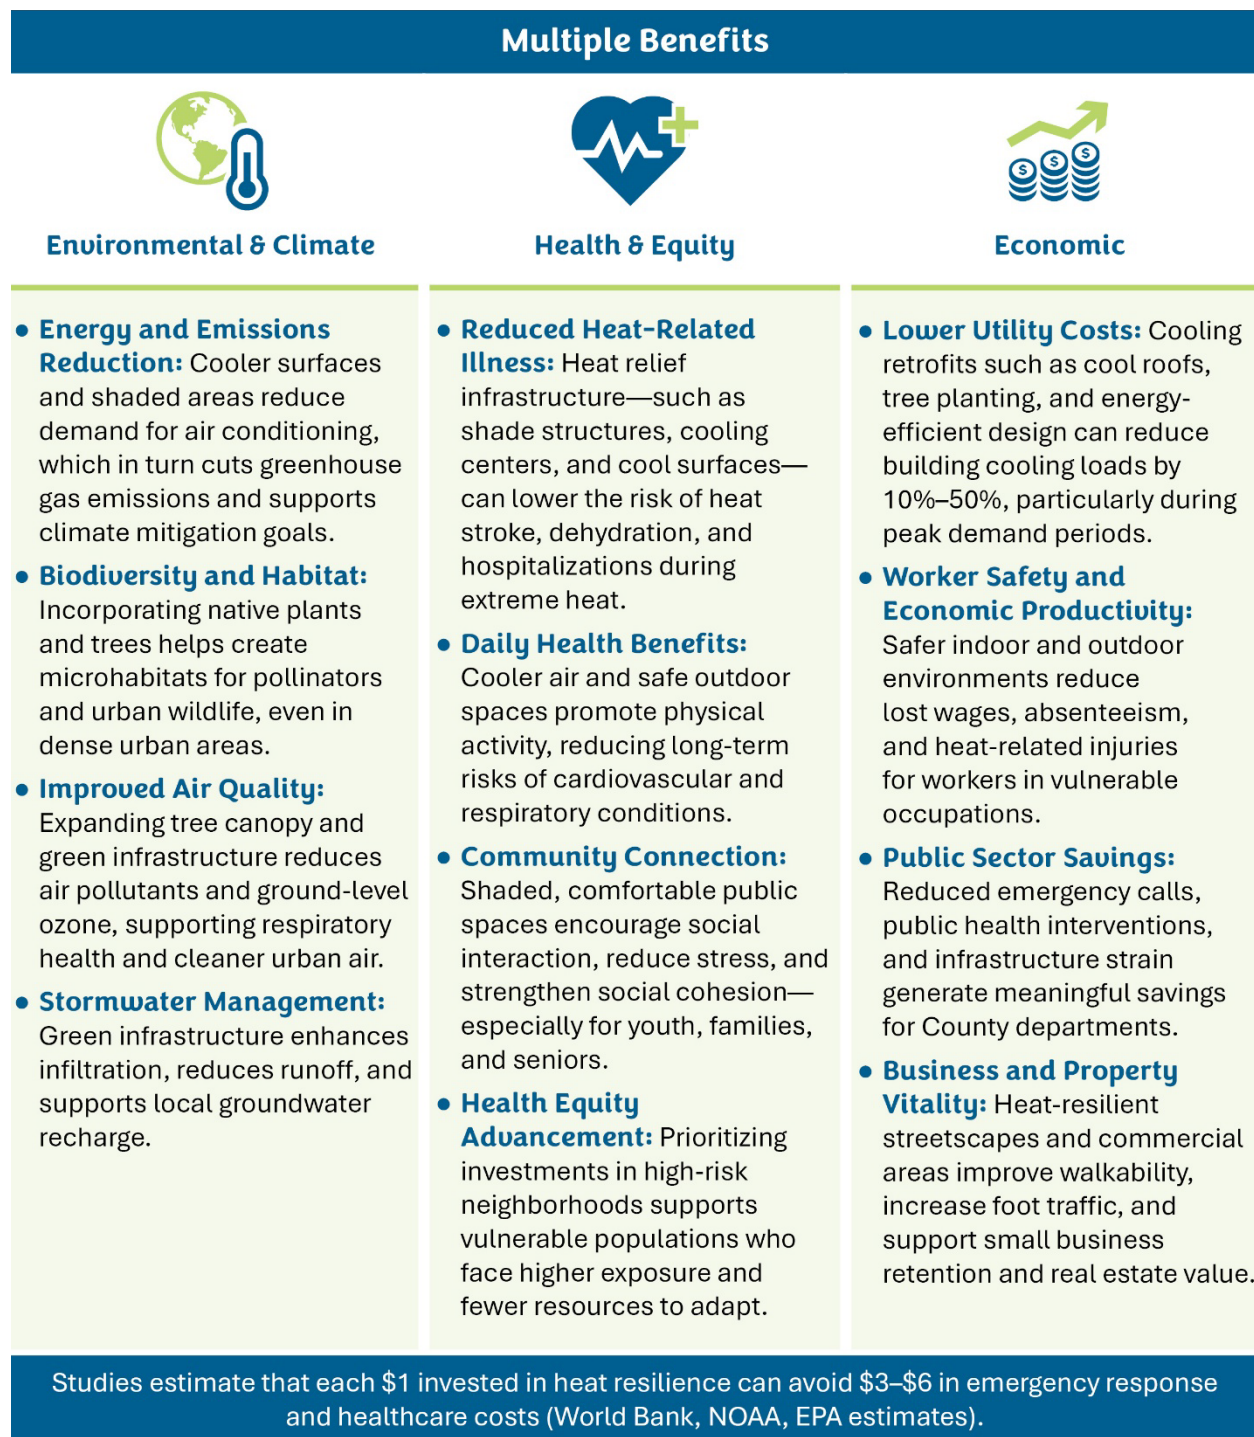 Multiple Benefits
Environmental & Climate
• Energy and Emissions
Reduction: Cooler surfaces
and shaded areas reduce
demand for air conditioning,
which in turn cuts greenhouse
gas emissions and supports
climate mitigation goals.
• Biodiversity and Habitat:
Incorporating native plants
and trees helps create
microhabitats for pollinators
and urban wildlife, even in
dense urban areas.
• Improved Air Quality:
Expanding tree canopy and
green infrastructure reduces
air pollutants and ground-level
ozone, supporting respiratory
health and cleaner urban air.
• Stormwater Management:
Green infrastructure enhances
infiltration, reduces runoff, and
supports local groundwater
recharge.
Health & Equity
• Reduced Heat-Related
Illness: Heat relief
infrastructure—such as
shade structures, cooling
centers, and cool surfaces—
can lower the risk of heat
stroke, dehydration, and
hospitalizations during
extreme heat.
• Daily Health Benefits:
Cooler air and safe outdoor
spaces promote physical
activity, reducing long-term
risks of cardiovascular and
respiratory conditions.
• Community Connection:
Shaded, comfortable public
spaces encourage social
interaction, reduce stress, and
strengthen social cohesion—
especially for youth, families,
and seniors.
• Health Equity
Advancement: Prioritizing
investments in high-risk
neighborhoods supports
vulnerable populations who
face higher exposure and
fewer resources to adapt.
$ $ $
Economic
• Lower Utility Costs: Cooling
retrofits such as cool roofs,
tree planting, and energy-
efficient design can reduce
building cooling loads by
10%–50%, particularly during
peak demand periods.
• Worker Safety and
Economic Productivity:
Safer indoor and outdoor
environments reduce
lost wages, absenteeism,
and heat-related injuries
for workers in vulnerable
occupations.
• Public Sector Savings:
Reduced emergency calls,
public health interventions,
and infrastructure strain
generate meaningful savings
for County departments.
• Business and Property
Vitality: Heat-resilient
streetscapes and commercial
areas improve walkability,
increase foot traffic, and
support small business
retention and real estate value.
Studies estimate that each $1 invested in heat resilience can avoid $3–$6 in emergency response
and healthcare costs (World Bank, NOAA, EPA estimates).